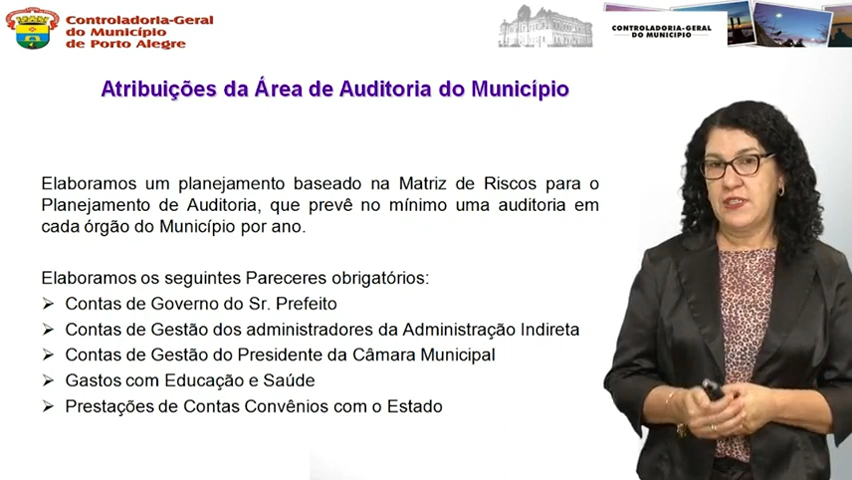 Controladoria-Geral
do Município
de Porto Alegre
CONTROLADORIA-GERAL
DO MUNICÍPIO
Atribuições da Área de Auditoria do Município
Elaboramos um planejamento baseado na Matriz de Riscos para o
Planejamento de Auditoria, que prevê no mínimo uma auditoria em
cada órgão do Município por ano.
Elaboramos os seguintes Pareceres obrigatórios:
➢ Contas de Governo do Sr. Prefeito
➢ Contas de Gestão dos administradores da Administração Indireta
➢ Contas de Gestão do Presidente da Câmara Municipal
➢ Gastos com Educação e Saúde
➢ Prestações de Contas Convênios com o Estado